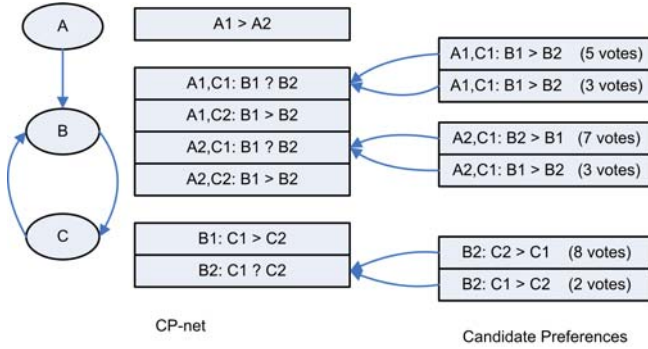 A
A1 > A2
A1,C1: B1 > B2 (5 votes)
A1,C1: B1 ? B2
A1,C1: B1 > B2 (3 votes)
A1,C2: B1 > B2
B
A2,C1: B2 > B1 (7 votes)
A2,C1: B1 ? B2
A2,C1: B1 > B2 (3 votes)
A2,C2: B1 > B2
C
B1: C1 > C2
B2: C2 > C1 (8 votes)
B2: C1 ? C2
B2: C1 > C2 (2 votes)
CP-net
Candidate Preferences